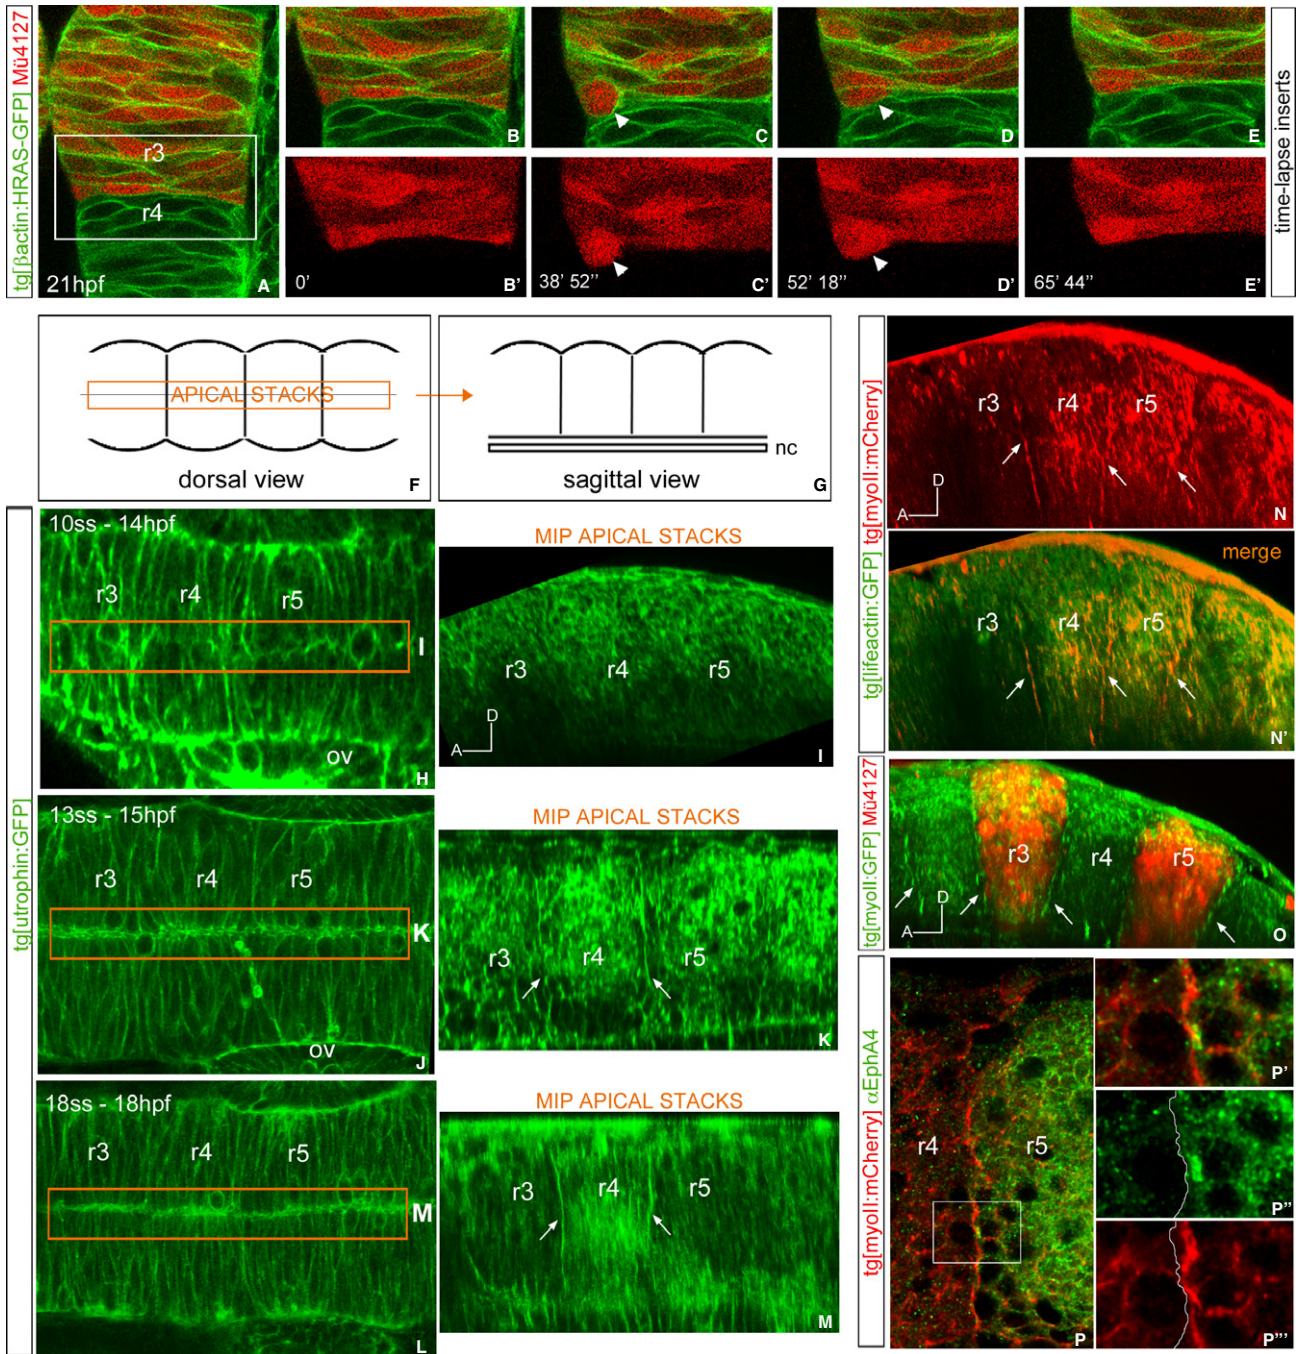 tg[βactin:HRAS-GFP] Mü4127
r3
r4
21hpf
A
B
C
D
E
0'
B'
38' 52''
C'
52' 18''
D'
65' 44''
E'
time-lapse inserts
APICAL STACKS
dorsal view
F
nc
sagittal view
G
tg[utrophin:GFP]
10ss - 14hpf
r3
r4
r5
I
ov
H
MIP APICAL STACKS
r3
r4
r5
D
A
I
13ss - 15hpf
r3
r4
r5
K
ov
J
MIP APICAL STACKS
r3
r4
r5
K
18ss - 18hpf
r3
r4
r5
M
L
MIP APICAL STACKS
r3
r4
r5
M
tg[lifeactin:GFP] tg[myoII:mCherry]
r3
r4
r5
D
A
N
merge
r3
r4
r5
N'
tg[myoII:GFP] Mü4127
r3
r4
r5
D
A
O
tg[myoII:mCherry] αEphA4
r4
r5
P
P'
P''
P'''